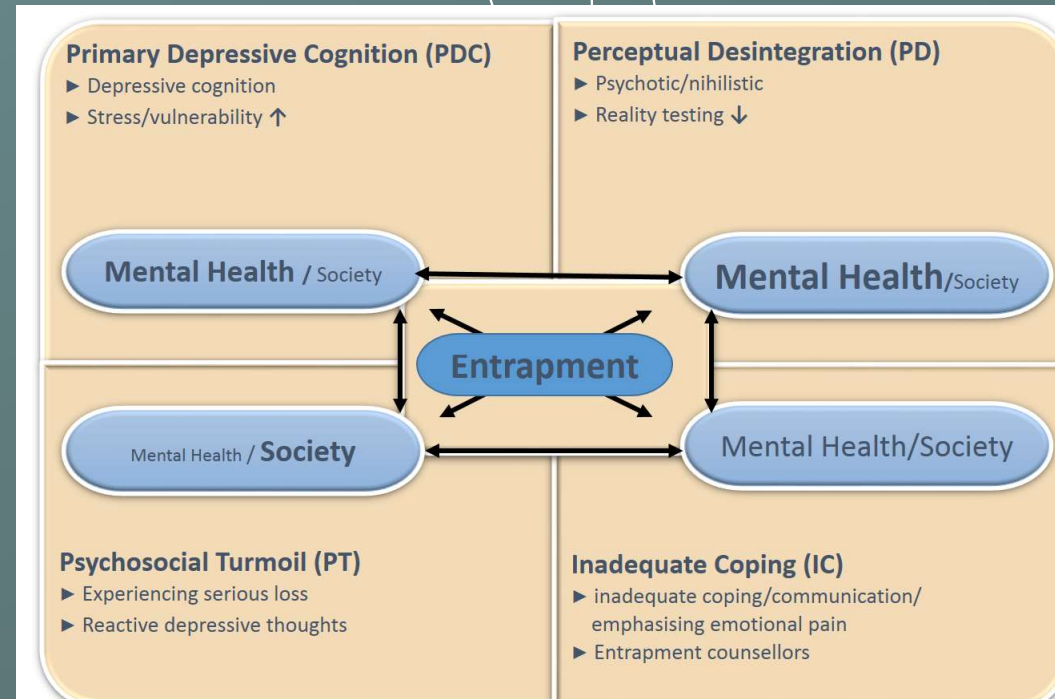 Primary Depressive Cognition (PDC)
► Depressive cognition
► Stress/vulnerability ↑
Perceptual Desintegration (PD)
► Psychotic/nihilistic
► Reality testing ↓
Mental Health / Society
Mental Health/Society
Entrapment
Mental Health / Society
Mental Health/Society
Psychosocial Turmoil (PT)
► Experiencing serious loss
► Reactive depressive thoughts
Inadequate Coping (IC)
► inadequate coping/communication/
emphasising emotional pain
► Entrapment counsellors